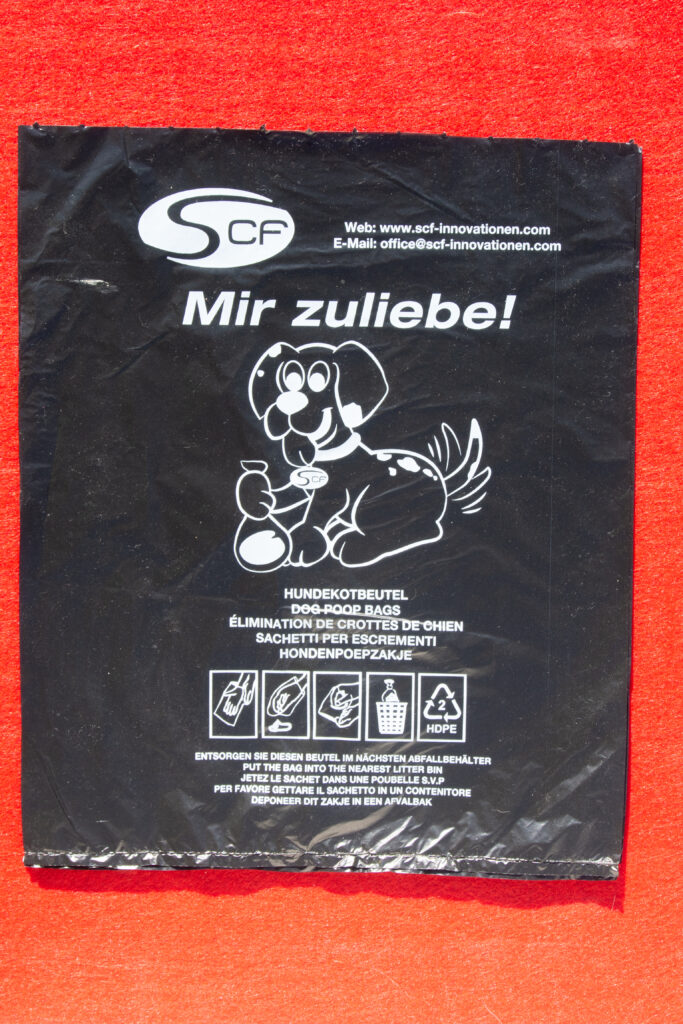 SCF
Web: www.scf-innovationen.com
E-Mail: office@scf-innovationen.com
Mir zuliebe!
SCF
HUNDEKOTBEUTEL
DOG POOP BAGS
ÉLIMINATION DE CROTTES DE CHIEN
SACHETTI PER ESCREMENTI
HONDENPOEPZAKJE
2
HDPE
ENTSORGEN SIE DIESEN BEUTEL IM NÄCHSTEN ABFALLBEHÄLTER
PUT THE BAG INTO THE NEAREST LITTER BIN
JETEZ LE SACHET DANS UNE POUBELLE S.V.P
PER FAVORE GETTARE IL SACHETTO IN UN CONTENITORE
DEPONEER DIT ZAKJE IN EEN AFVALBAK